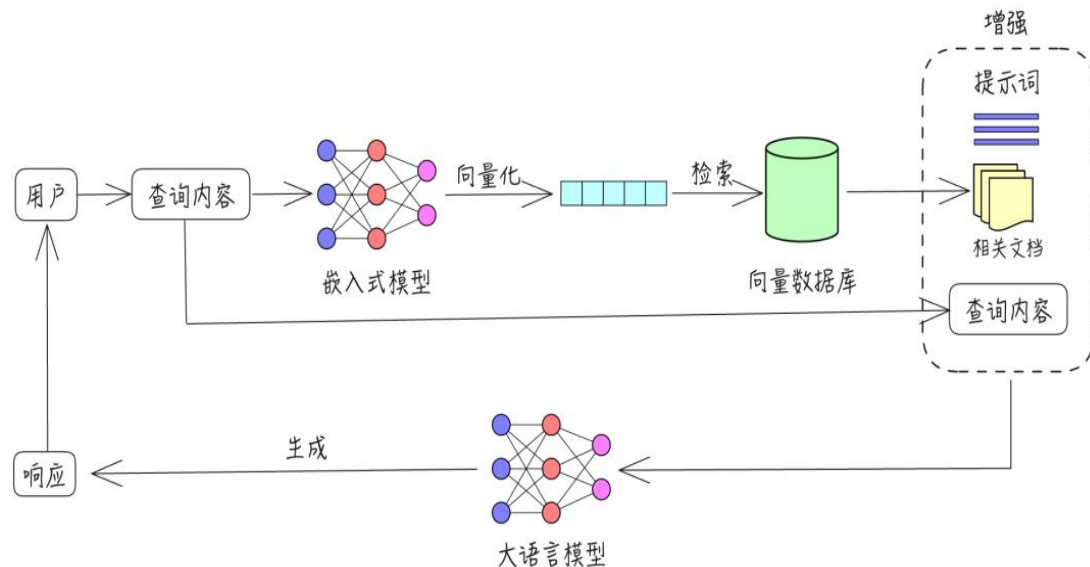 增强
提示词
用户
查询内容
向量化
检索
相关文档
嵌入式模型
向量数据库
查询内容
生成
响应
大语言模型